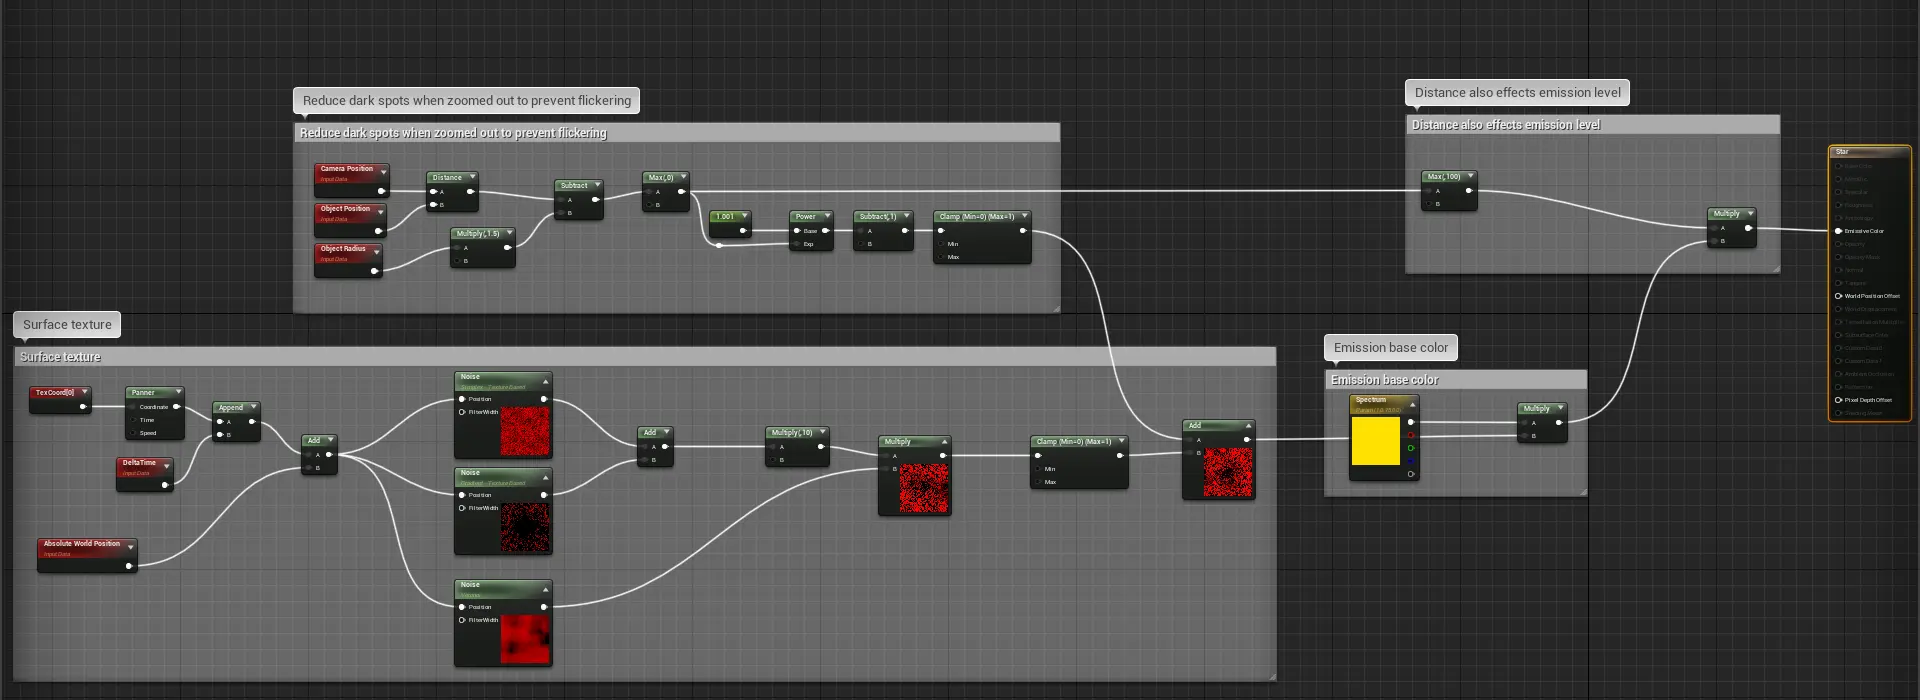 Reduce dark spots when zoomed out to prevent flickering
Reduce dark spots when zoomed out to prevent flickering
Camera Position
Input Data
Object Position
Input Data
Object Radius
Input Data
Distance
A
B
Multiply(,1.5)
A
B
Subtract
A
B
Max(,0)
A
B
1.001
Power
Base
Exp
Subtract(,1)
A
B
Clamp (Min=0) (Max=1)
Min
Max
Distance also effects emission level
Distance also effects emission level
Max(,100)
A
B
Multiply
A
B
Star
Emissive Color
World Position Offset
Pixel Depth Offset
Surface texture
Surface texture
TexCoord[0]
Panner
Coordinate
Time
Speed
DeltaTime
Input Data
Append
A
B
Absolute World Position
Input Data
Add
A
B
Noise
Position
FilterWidth
Noise
Position
FilterWidth
Noise
Position
FilterWidth
Add
A
B
Multiply(,10)
A
B
Multiply
A
B
Clamp (Min=0) (Max=1)
Min
Max
Add
A
B
Emission base color
Emission base color
Spectrum
Multiply
A
B